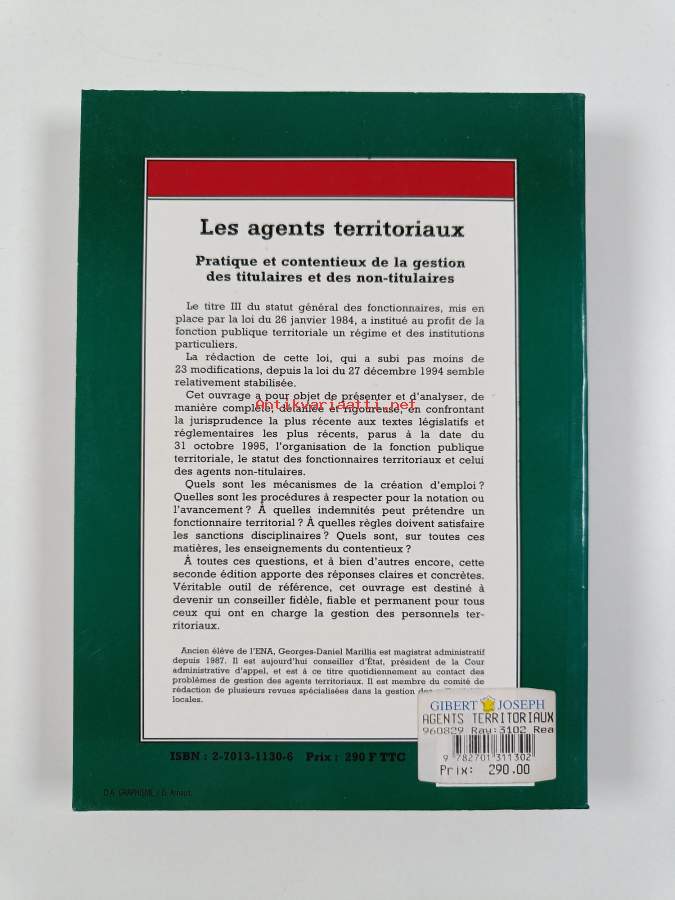 Les agents territoriaux
Pratique et contentieux de la gestion
des titulaires et des non-titulaires
Le titre III du statut général des fonctionnaires, mis en
place par la loi du 26 janvier 1984, a institué au profit de la
fonction publique territoriale un régime et des institutions
particuliers.
La rédaction de cette loi, qui a subi pas moins de
23 modifications, depuis la loi du 27 décembre 1994 semble
relativement stabilisée.
Cet ouvrage a pour objet de présenter et d'analyser, de
antikvariaatti.net
manière complète, détaillée et rigoureuse, en confrontant
la jurisprudence la plus récente aux textes législatifs et
réglementaires les plus récents, parus à la date du
31 octobre 1995, l'organisation de la fonction publique
territoriale, le statut des fonctionnaires territoriaux et celui
des agents non-titulaires.
Quels sont les mécanismes de la création d'emploi ?
Quelles sont les procédures à respecter pour la notation ou
l'avancement ? À quelles indemnités peut prétendre un
fonctionnaire territorial ? À quelles règles doivent satisfaire
les sanctions disciplinaires ? Quels sont, sur toutes ces
matières, les enseignements du contentieux ?
À toutes ces questions, et à bien d'autres encore, cette
seconde édition apporte des réponses claires et concrètes.
Véritable outil de référence, cet ouvrage est destiné à
devenir un conseiller fidèle, fiable et permanent pour tous
ceux qui ont en charge la gestion des personnels ter-
ritoriaux.
Ancien élève de l'ENA, Georges-Daniel Marillia est magistrat administratif
depuis 1987. Il est aujourd'hui conseiller d'État, président de la Cour
administrative d'appel, et est à ce titre quotidiennement au contact des
problèmes de gestion des agents territoriaux. Il est membre du comité de
rédaction de plusieurs revues spécialisées dans la gestion des
locales.
GIBERT JOSEPH
AGENTS TERRITORIAUX
960829 Ray:3102 Rea
9 782701 311302
Prix: 290.00
ISBN : 2-7013-1130-6 Prix : 290 F TTC
D.A. GRAPHISME /